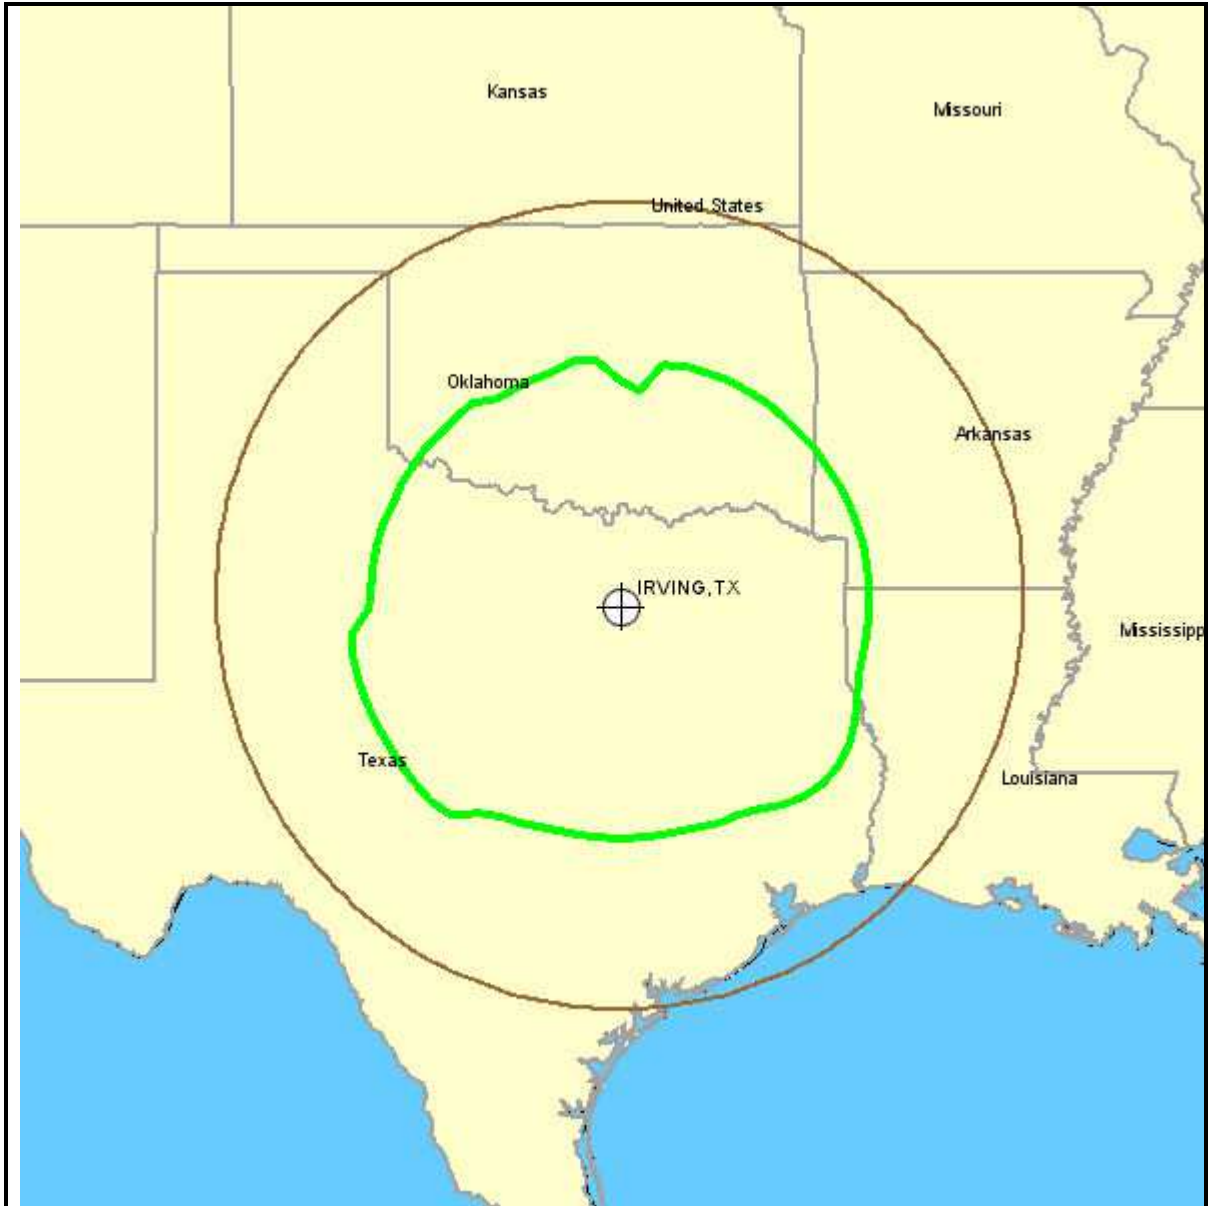 Kansas
Missouri
United States
Oklahoma
Arkansas
IRVING,TX
Mississipp
Texas
Louisiana